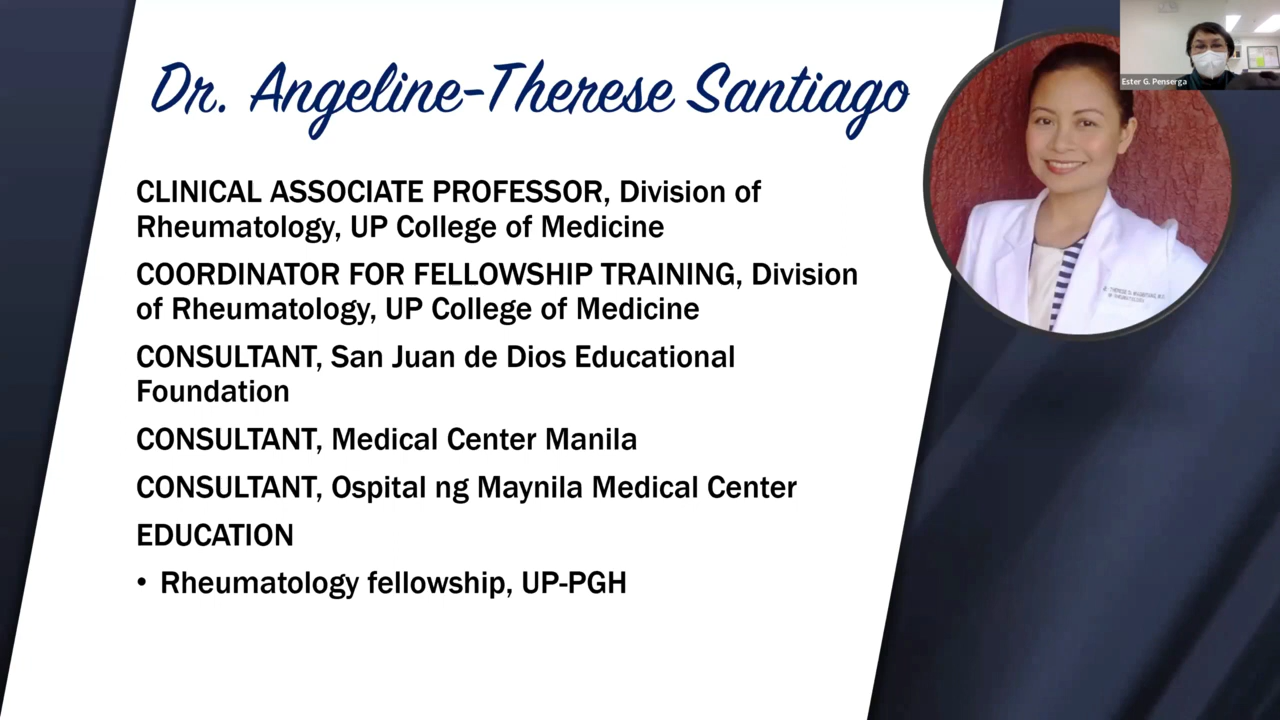 Dr. Angeline-Therese Santiago
Ester G. Penserga
CLINICAL ASSOCIATE PROFESSOR, Division of
Rheumatology, UP College of Medicine
COORDINATOR FOR FELLOWSHIP TRAINING, Division
of Rheumatology, UP College of Medicine
CONSULTANT, San Juan de Dios Educational
Foundation
CONSULTANT, Medical Center Manila
CONSULTANT, Ospital ng Maynila Medical Center
EDUCATION
• Rheumatology fellowship, UP-PGH